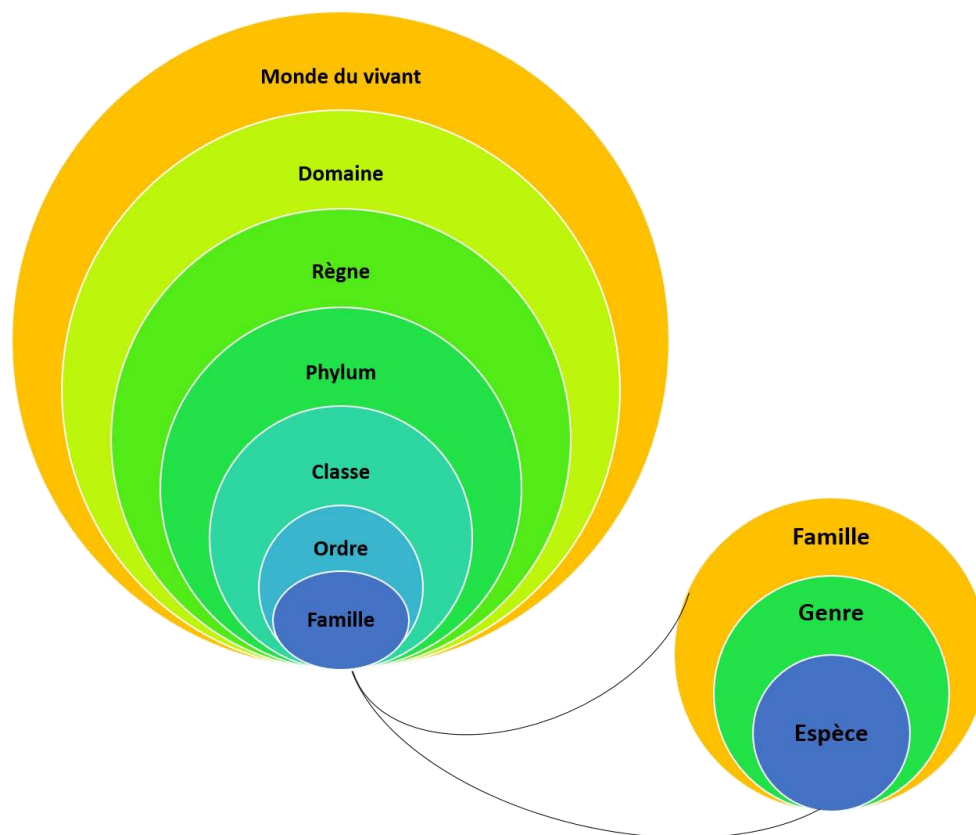 Monde du vivant
Domaine
Règne
Phylum
Classe
Ordre
Famille
Famille
Genre
Espèce